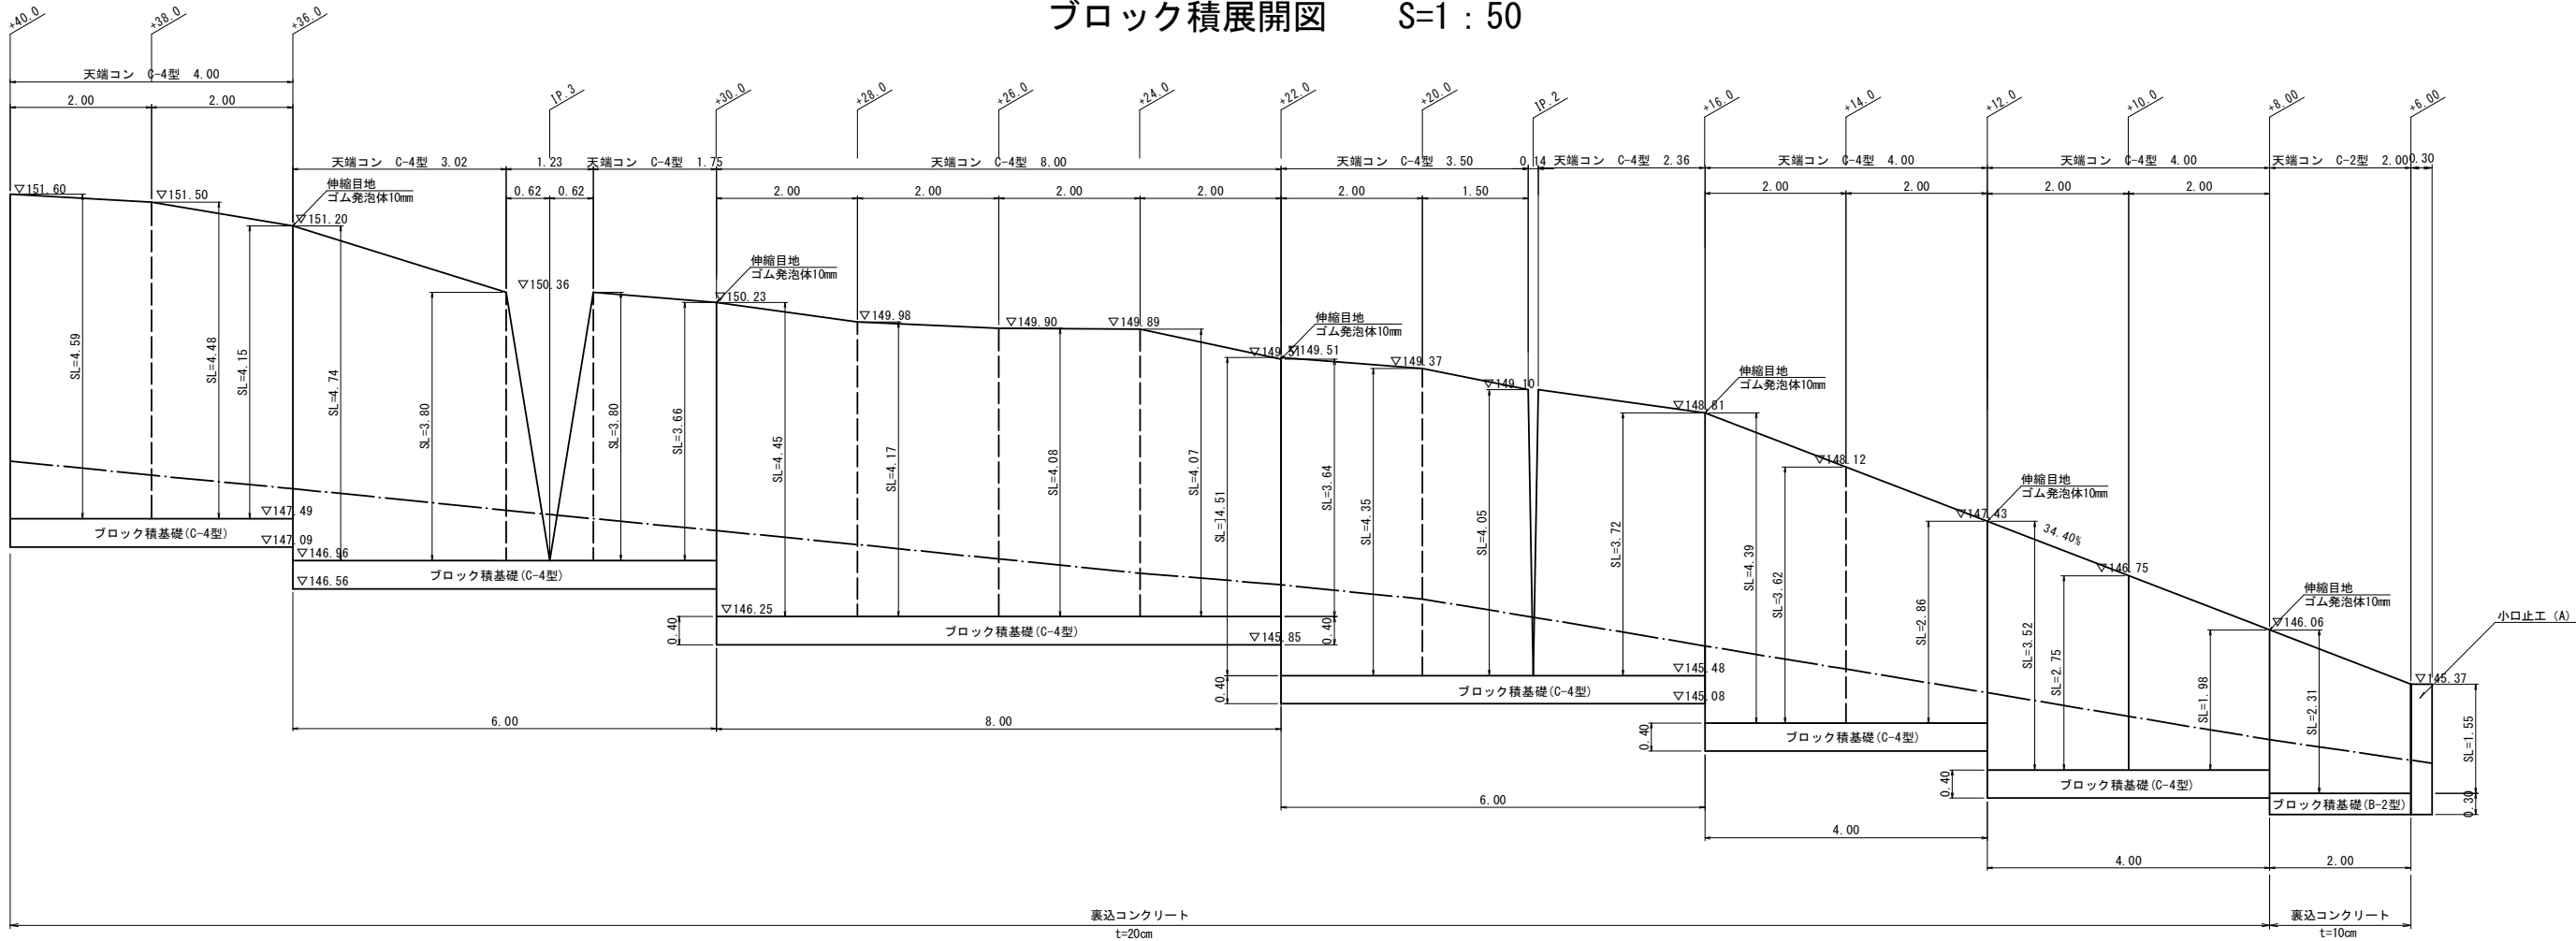 ブロック積展開図 S=1：50
+40.0
+38.0
+36.0
IP.3
+30.0
+28.0
+26.0
+24.0
+22.0
+20.0
IP.2
+16.0
+14.0
+12.0
+10.0
+8.00
+6.00
天端コン C-4型 4.00
2.00
2.00
天端コン C-4型 3.02
1.23
天端コン C-4型 1.75
天端コン C-4型 8.00
天端コン C-4型 3.50
0.14
天端コン C-4型 2.36
天端コン C-4型 4.00
天端コン C-4型 4.00
天端コン C-2型 2.00
0.30
0.62
0.62
2.00
2.00
2.00
2.00
2.00
1.50
2.00
2.00
2.00
2.00
▽151.60
▽151.50
▽151.20
伸縮目地
ゴム発泡体10mm
▽150.36
伸縮目地
ゴム発泡体10mm
▽150.23
▽149.98
▽149.90
▽149.89
伸縮目地
ゴム発泡体10mm
▽149.51
▽149.51
▽149.37
▽149.10
伸縮目地
ゴム発泡体10mm
▽148.81
▽148.12
伸縮目地
ゴム発泡体10mm
▽147.43
34.40%
▽146.75
伸縮目地
ゴム発泡体10mm
▽146.06
小口止工 (A)
▽145.37
SL=4.59
SL=4.48
SL=4.15
SL=4.74
SL=3.80
SL=3.80
SL=3.66
SL=4.45
SL=4.17
SL=4.08
SL=4.07
SL=]4.51
SL=3.64
SL=4.35
SL=4.05
SL=3.72
SL=4.39
SL=3.62
SL=2.86
SL=3.52
SL=2.75
SL=1.98
SL=2.31
SL=1.55
▽147.49
ブロック積基礎(C-4型)
▽147.09
▽146.96
ブロック積基礎(C-4型)
▽146.56
▽146.25
0.40
ブロック積基礎(C-4型)
▽145.85
0.40
▽145.48
0.40
ブロック積基礎(C-4型)
▽145.08
0.40
ブロック積基礎(C-4型)
0.40
ブロック積基礎(C-4型)
ブロック積基礎(B-2型)
0.30
6.00
8.00
6.00
4.00
4.00
2.00
裏込コンクリート
t=20cm
裏込コンクリート
t=10cm